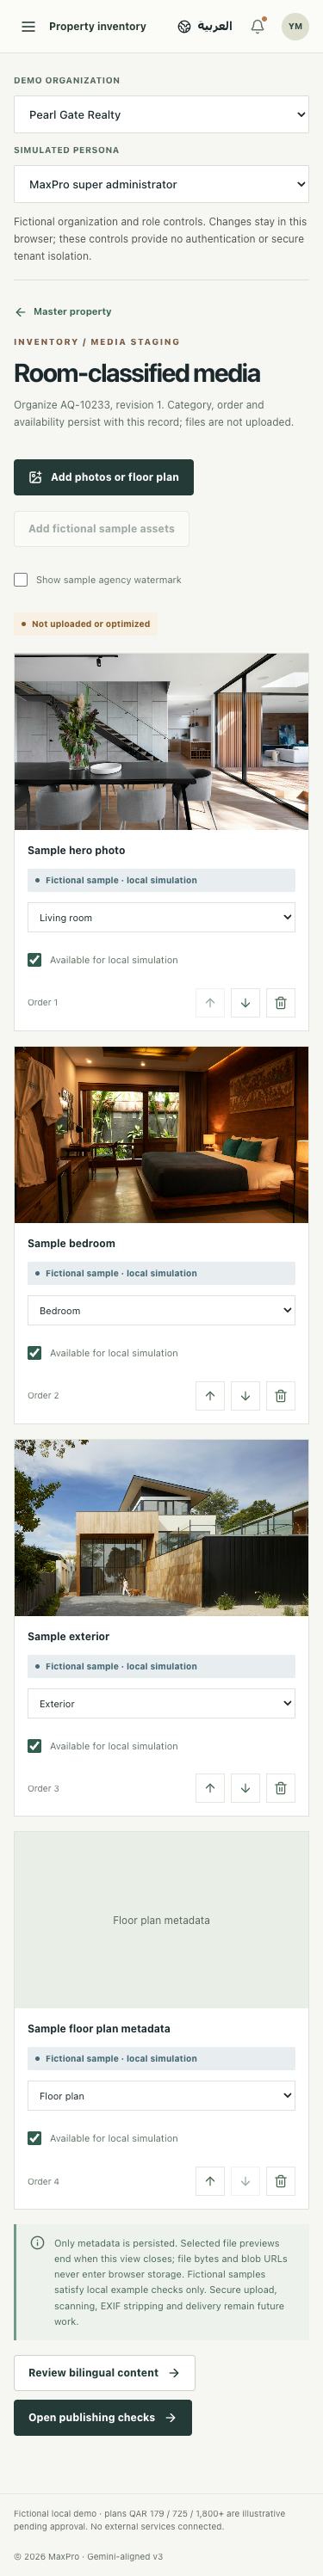 Property inventory
العربية
YM
DEMO ORGANIZATION
Pearl Gate Realty
SIMULATED PERSONA
MaxPro super administrator
Fictional organization and role controls. Changes stay in this
browser; these controls provide no authentication or secure
tenant isolation.
Master property
INVENTORY / MEDIA STAGING
Room-classified media
Organize AQ-10233, revision 1. Category, order and
availability persist with this record; files are not uploaded.
Add photos or floor plan
Add fictional sample assets
Show sample agency watermark
Not uploaded or optimized
Sample hero photo
Fictional sample · local simulation
Living room
Available for local simulation
Order 1
Sample bedroom
Fictional sample · local simulation
Bedroom
Available for local simulation
Order 2
Sample exterior
Fictional sample · local simulation
Exterior
Available for local simulation
Order 3
Floor plan metadata
Sample floor plan metadata
Fictional sample · local simulation
Floor plan
Available for local simulation
Order 4
Only metadata is persisted. Selected file previews
end when this view closes; file bytes and blob URLs
never enter browser storage. Fictional samples
satisfy local example checks only. Secure upload,
scanning, EXIF stripping and delivery remain future
work.
Review bilingual content
Open publishing checks
Fictional local demo · plans QAR 179 / 725 / 1,800+ are illustrative
pending approval. No external services connected.
© 2026 MaxPro · Gemini-aligned v3